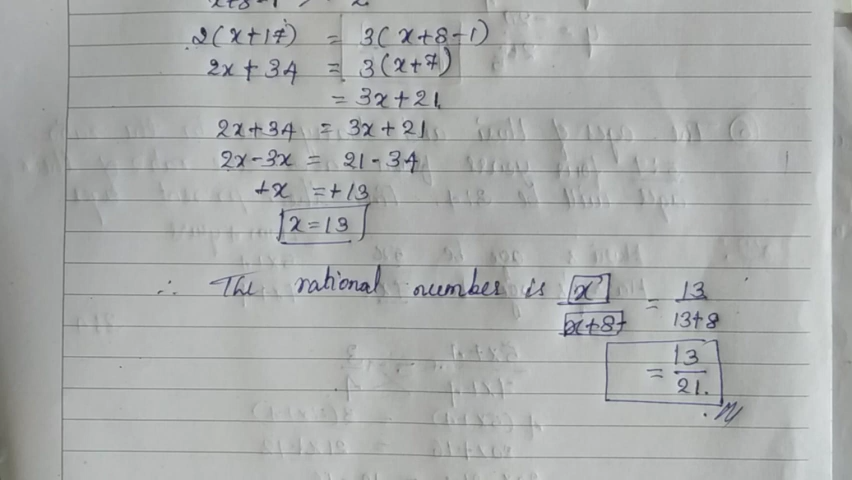 2(x+17) = 3(x+8-1)
2x+34 = 3(x+7)
= 3x+21
2x+34 = 3x+21
2x-3x = 21-34
+x = +13
x=13
∴ The rational number is x/x+8 = 13/13+8
= 13/21.